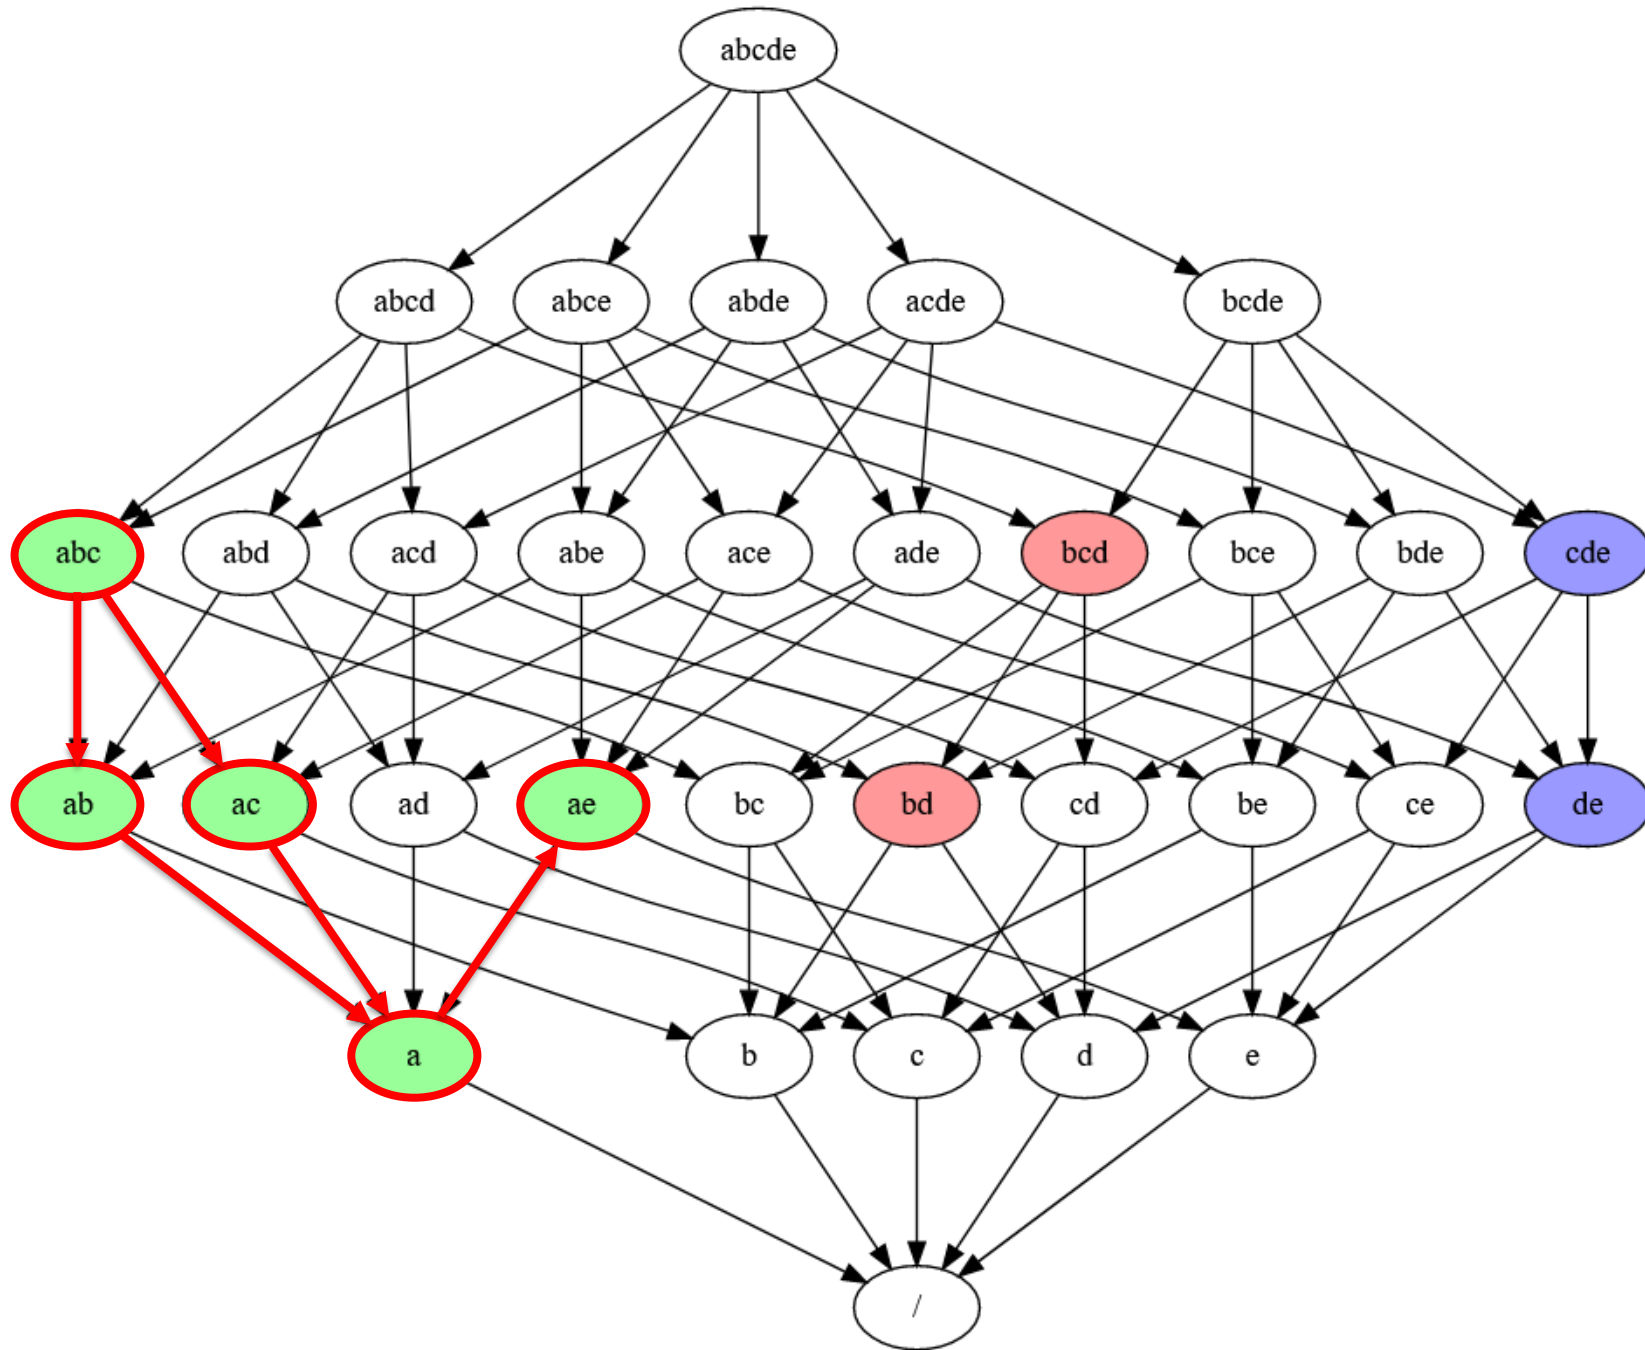 abcde
abcd abce abde acde bcde
abc abd acd abe ace ade bcd bce bde cde
ab ac ad ae bc bd cd be ce de
a b c d e
/